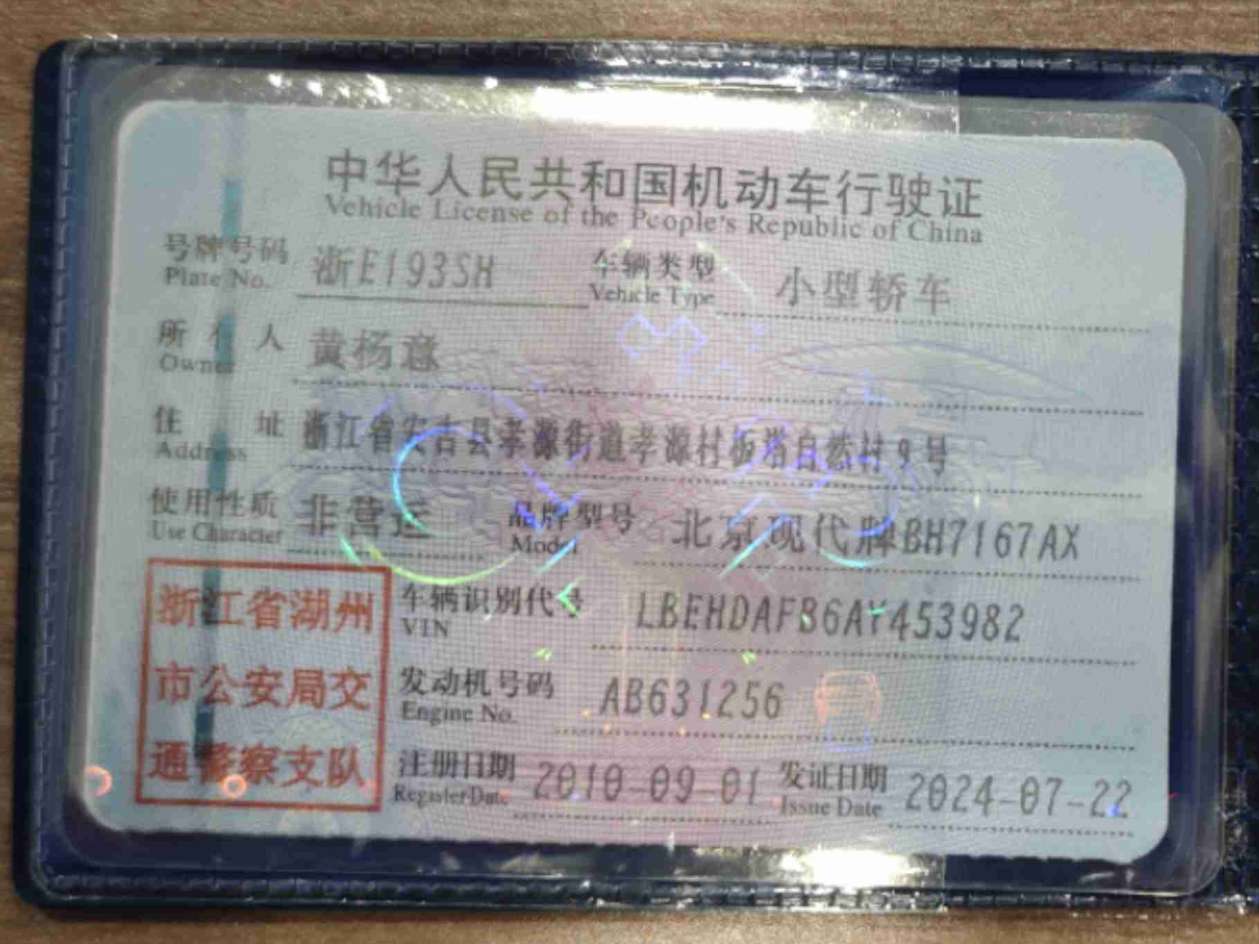 中华人民共和国机动车行驶证
Vehicle License of the People's Republic of China
号牌号码 浙E193SH 车辆类型 小型轿车
Plate No. Vehicle Type
所有人 黄杨意
Owner
住址 浙江省安吉县孝源街道孝源村板塔自然村9号
Address
使用性质 非营运 品牌型号 北京现代牌BH7167AX
Use Character Model
车辆识别代号 LBEHDAFB6AY453982
VIN
发动机号码 AB631256
Engine No.
注册日期 2010-09-01 发证日期 2024-07-22
Register Date Issue Date
浙江省湖州
市公安局交
通警察支队